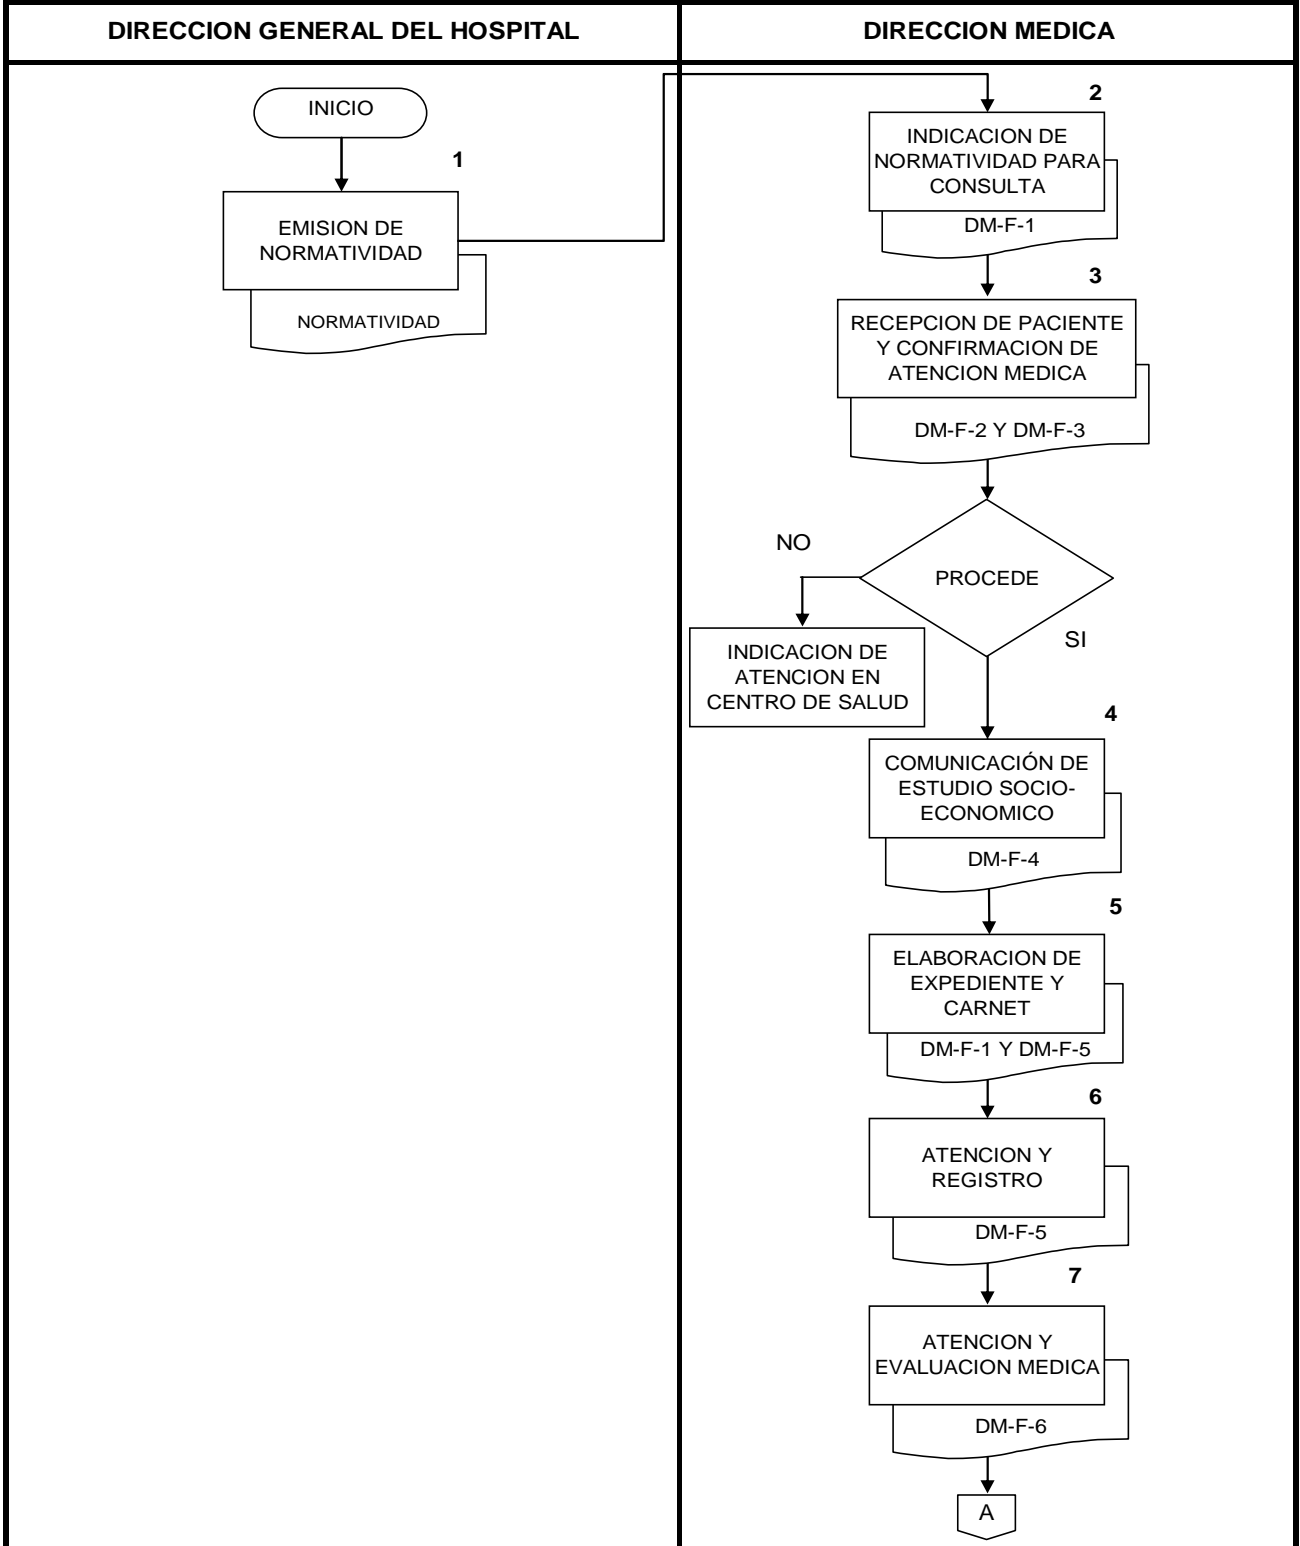 DIRECCION GENERAL DEL HOSPITAL
DIRECCION MEDICA
INICIO
1
EMISION DE
NORMATIVIDAD
NORMATIVIDAD
2
INDICACION DE
NORMATIVIDAD PARA
CONSULTA
DM-F-1
3
RECEPCION DE PACIENTE
Y CONFIRMACION DE
ATENCION MEDICA
DM-F-2 Y DM-F-3
PROCEDE
NO
INDICACION DE
ATENCION EN
CENTRO DE SALUD
SI
4
COMUNICACIÓN DE
ESTUDIO SOCIO-
ECONOMICO
DM-F-4
5
ELABORACION DE
EXPEDIENTE Y
CARNET
DM-F-1 Y DM-F-5
6
ATENCION Y
REGISTRO
DM-F-5
7
ATENCION Y
EVALUACION MEDICA
DM-F-6
A